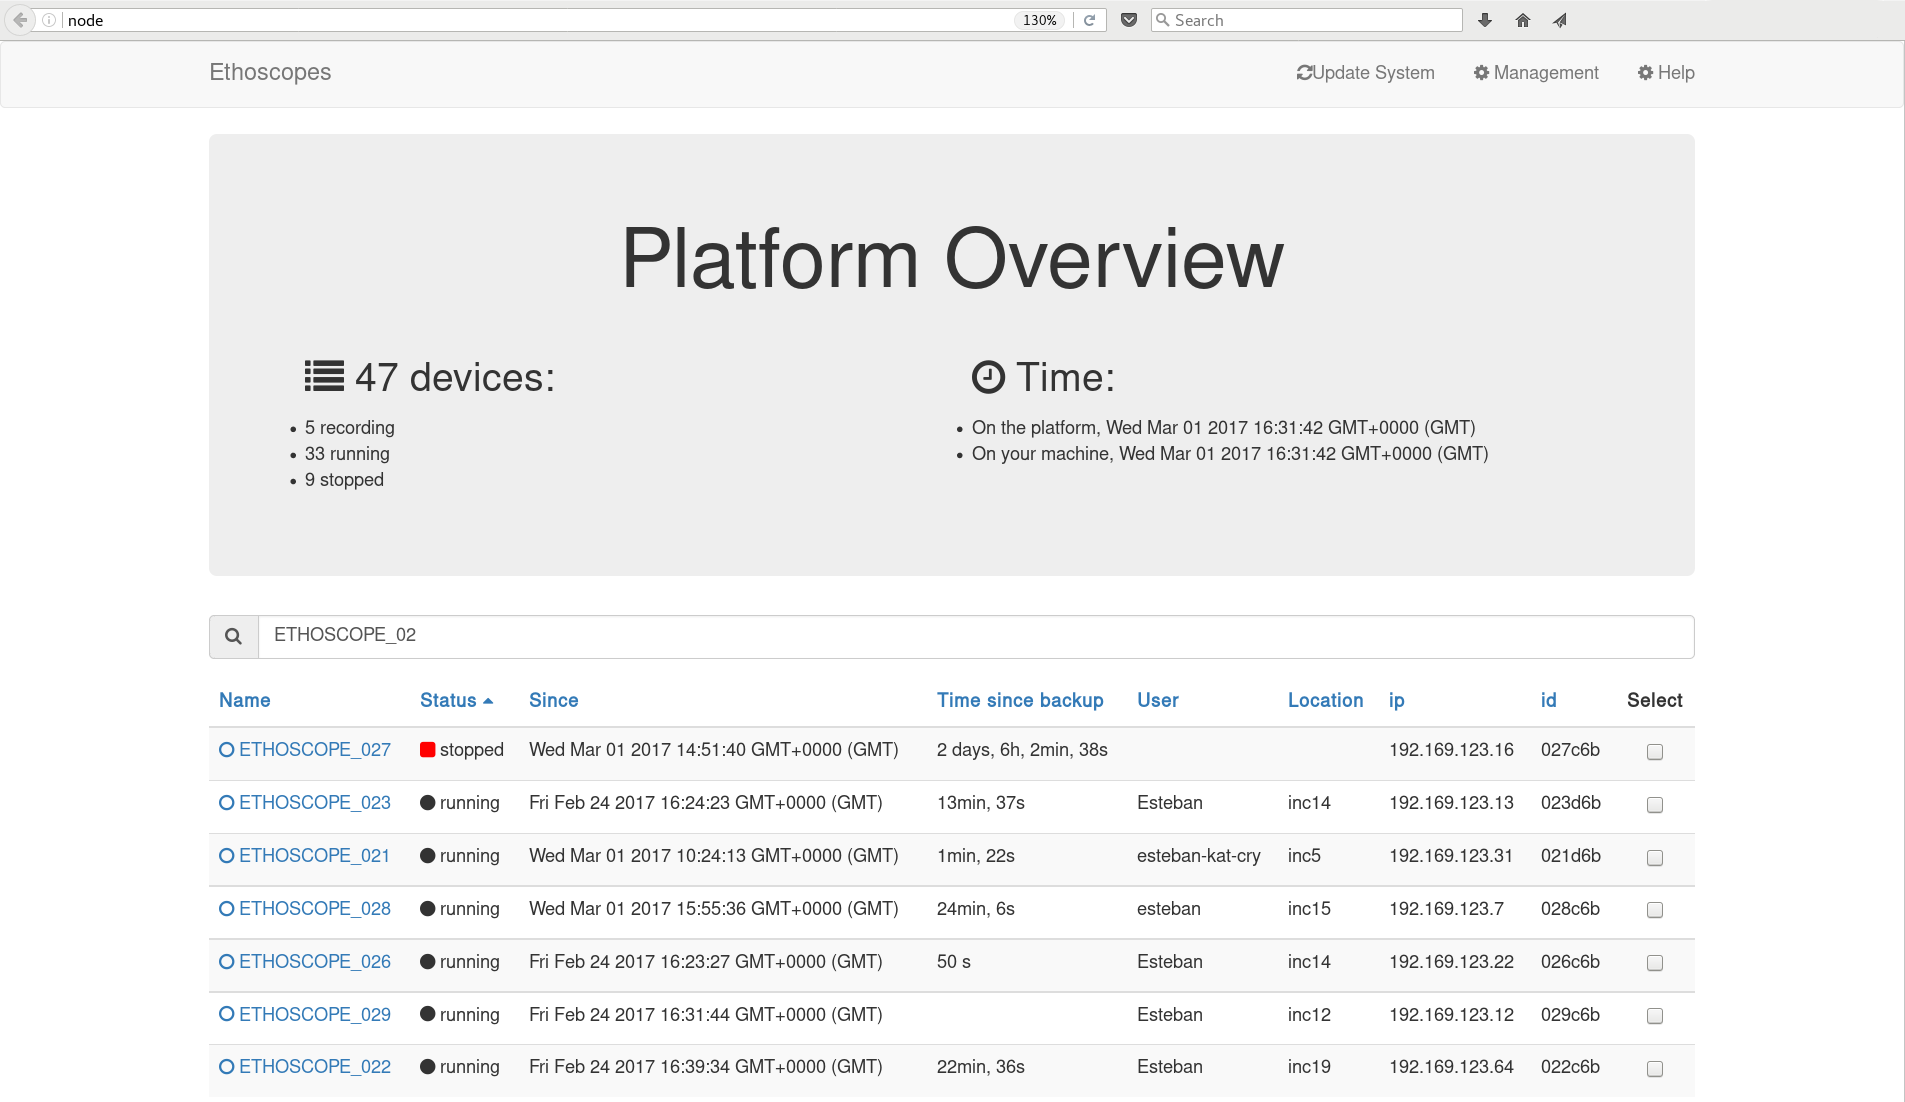 node 130% Search
Ethoscopes Update System Management Help
Platform Overview
47 devices:
5 recording
33 running
9 stopped
Time:
On the platform, Wed Mar 01 2017 16:31:42 GMT+0000 (GMT)
On your machine, Wed Mar 01 2017 16:31:42 GMT+0000 (GMT)
ETHOSCOPE_02
Name Status Since Time since backup User Location ip id Select
ETHOSCOPE_027 stopped Wed Mar 01 2017 14:51:40 GMT+0000 (GMT) 2 days, 6h, 2min, 38s 192.169.123.16 027c6b
ETHOSCOPE_023 running Fri Feb 24 2017 16:24:23 GMT+0000 (GMT) 13min, 37s Esteban inc14 192.169.123.13 023d6b
ETHOSCOPE_021 running Wed Mar 01 2017 10:24:13 GMT+0000 (GMT) 1min, 22s esteban-kat-cry inc5 192.169.123.31 021d6b
ETHOSCOPE_028 running Wed Mar 01 2017 15:55:36 GMT+0000 (GMT) 24min, 6s esteban inc15 192.169.123.7 028c6b
ETHOSCOPE_026 running Fri Feb 24 2017 16:23:27 GMT+0000 (GMT) 50 s Esteban inc14 192.169.123.22 026c6b
ETHOSCOPE_029 running Fri Feb 24 2017 16:31:44 GMT+0000 (GMT) Esteban inc12 192.169.123.12 029c6b
ETHOSCOPE_022 running Fri Feb 24 2017 16:39:34 GMT+0000 (GMT) 22min, 36s Esteban inc19 192.169.123.64 022c6b